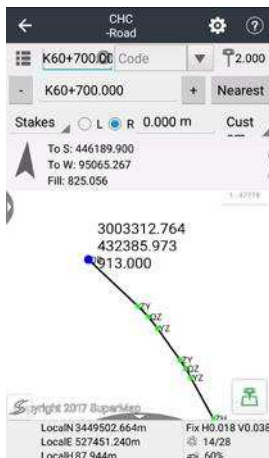 CHC
-Road
K60+700.0 Code 2.000
- K60+700.000 + Nearest
Stakes L R 0.000 m Cust
To S: 446189.900
To W: 95065.267
Fill: 825.056
3003312.764
432385.973
913.000
ZY
QZ
YZ
ZY
QZ
YZ
Copyright 2017 SuperMap
LocalN 3449502.664m Fix H0.018 V0.038
LocalE 527451.240m 14/28
LocalH 87.944m 60%